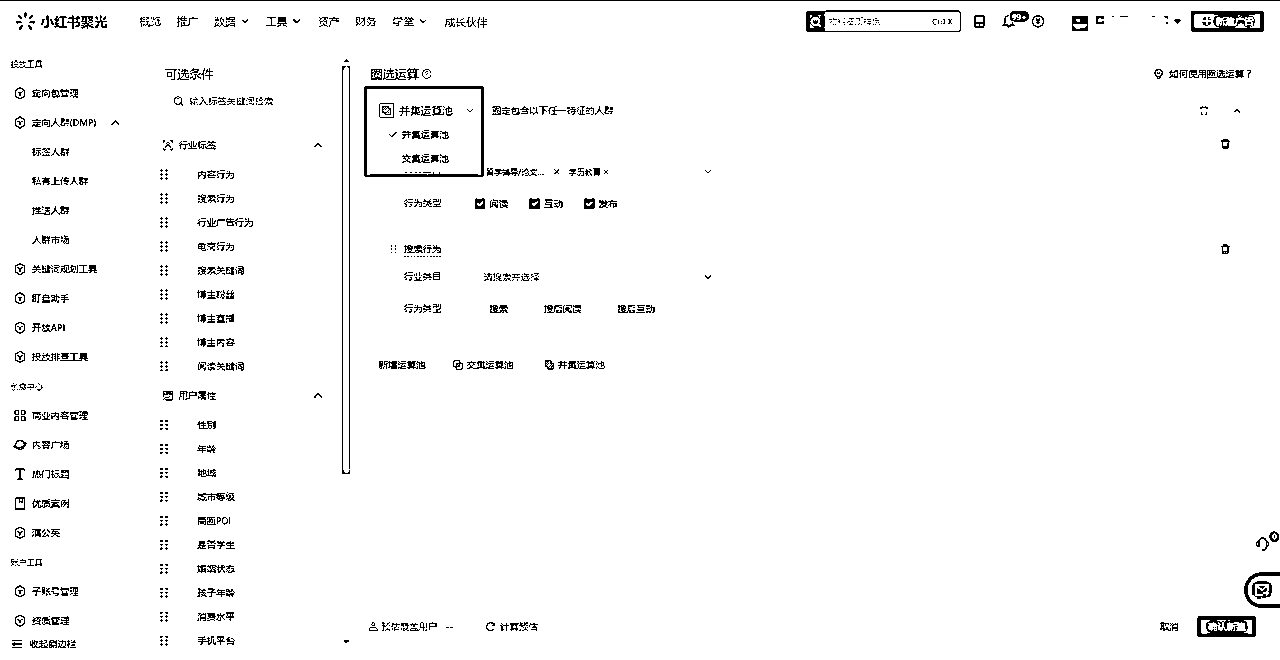 小红书聚光 概览 推广 数据 工具 资产 财务 学堂 成长伙伴
Ctrl K 99+ 新建广告
投放工具
定向包管理
定向人群(DMP)
标签人群
私有上传人群
推送人群
人群市场
关键词规划工具
盯盘助手
开放API
投放排查工具
创意中心
商业内容管理
内容广场
热门标题
优质案例
蒲公英
账户工具
子账号管理
资质管理
收起侧边栏
可选条件
输入标签关键词检索
行业标签
内容行为
搜索行为
行业广告行为
电商行为
搜索关键词
博主粉丝
博主直播
博主内容
阅读关键词
用户属性
性别
年龄
地域
城市等级
商圈POI
是否学生
婚姻状态
孩子年龄
消费水平
手机平台
圈选运算
如何使用圈选运算？
并集运算池 圈定包含以下任一特征的人群
并集运算池
交集运算池
留学辅导/论文... × 学历教育 ×
行为类型 阅读 互动 发布
搜索行为
行业类目 请搜索并选择
行为类型 搜索 搜后阅读 搜后互动
新增运算池 交集运算池 并集运算池
预估覆盖用户 -- 计算预估
取消 确认新建